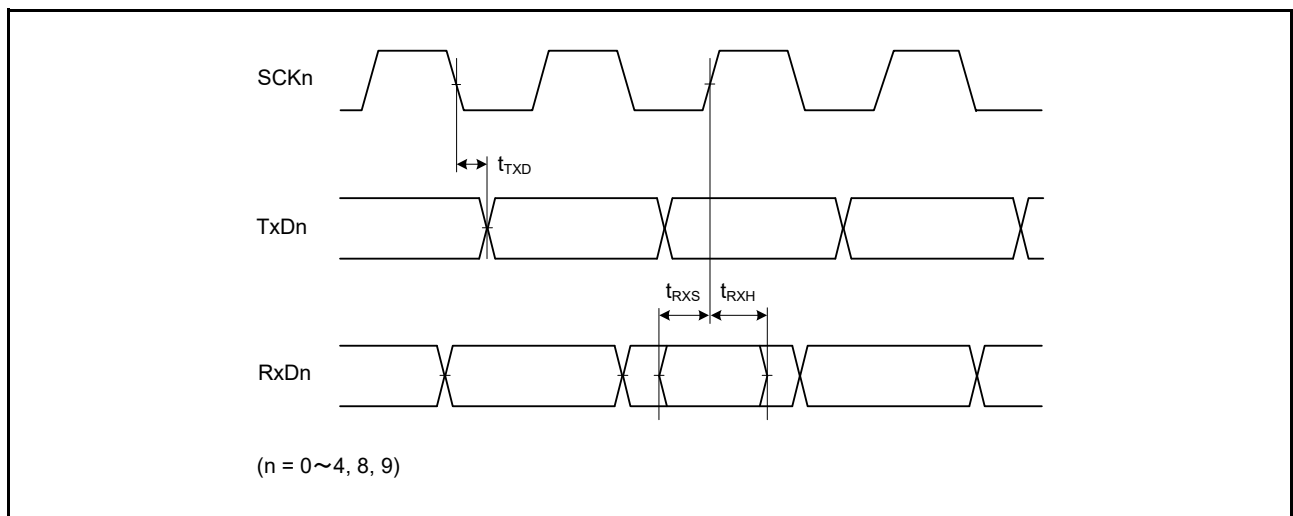 SCKn
tTXD
TxDn
tRXS tRXH
RxDn
(n = 0～4, 8, 9)